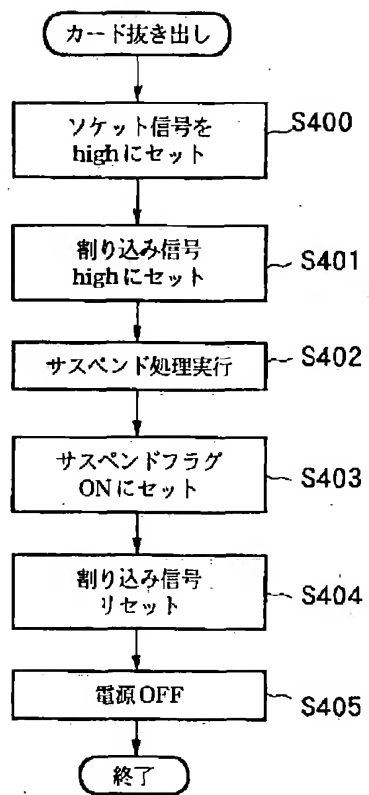 カード抜き出し
ソケット信号を
highにセット
S400
割り込み信号
highにセット
S401
サスペンド処理実行
S402
サスペンドフラグ
ONにセット
S403
割り込み信号
リセット
S404
電源OFF
S405
終了